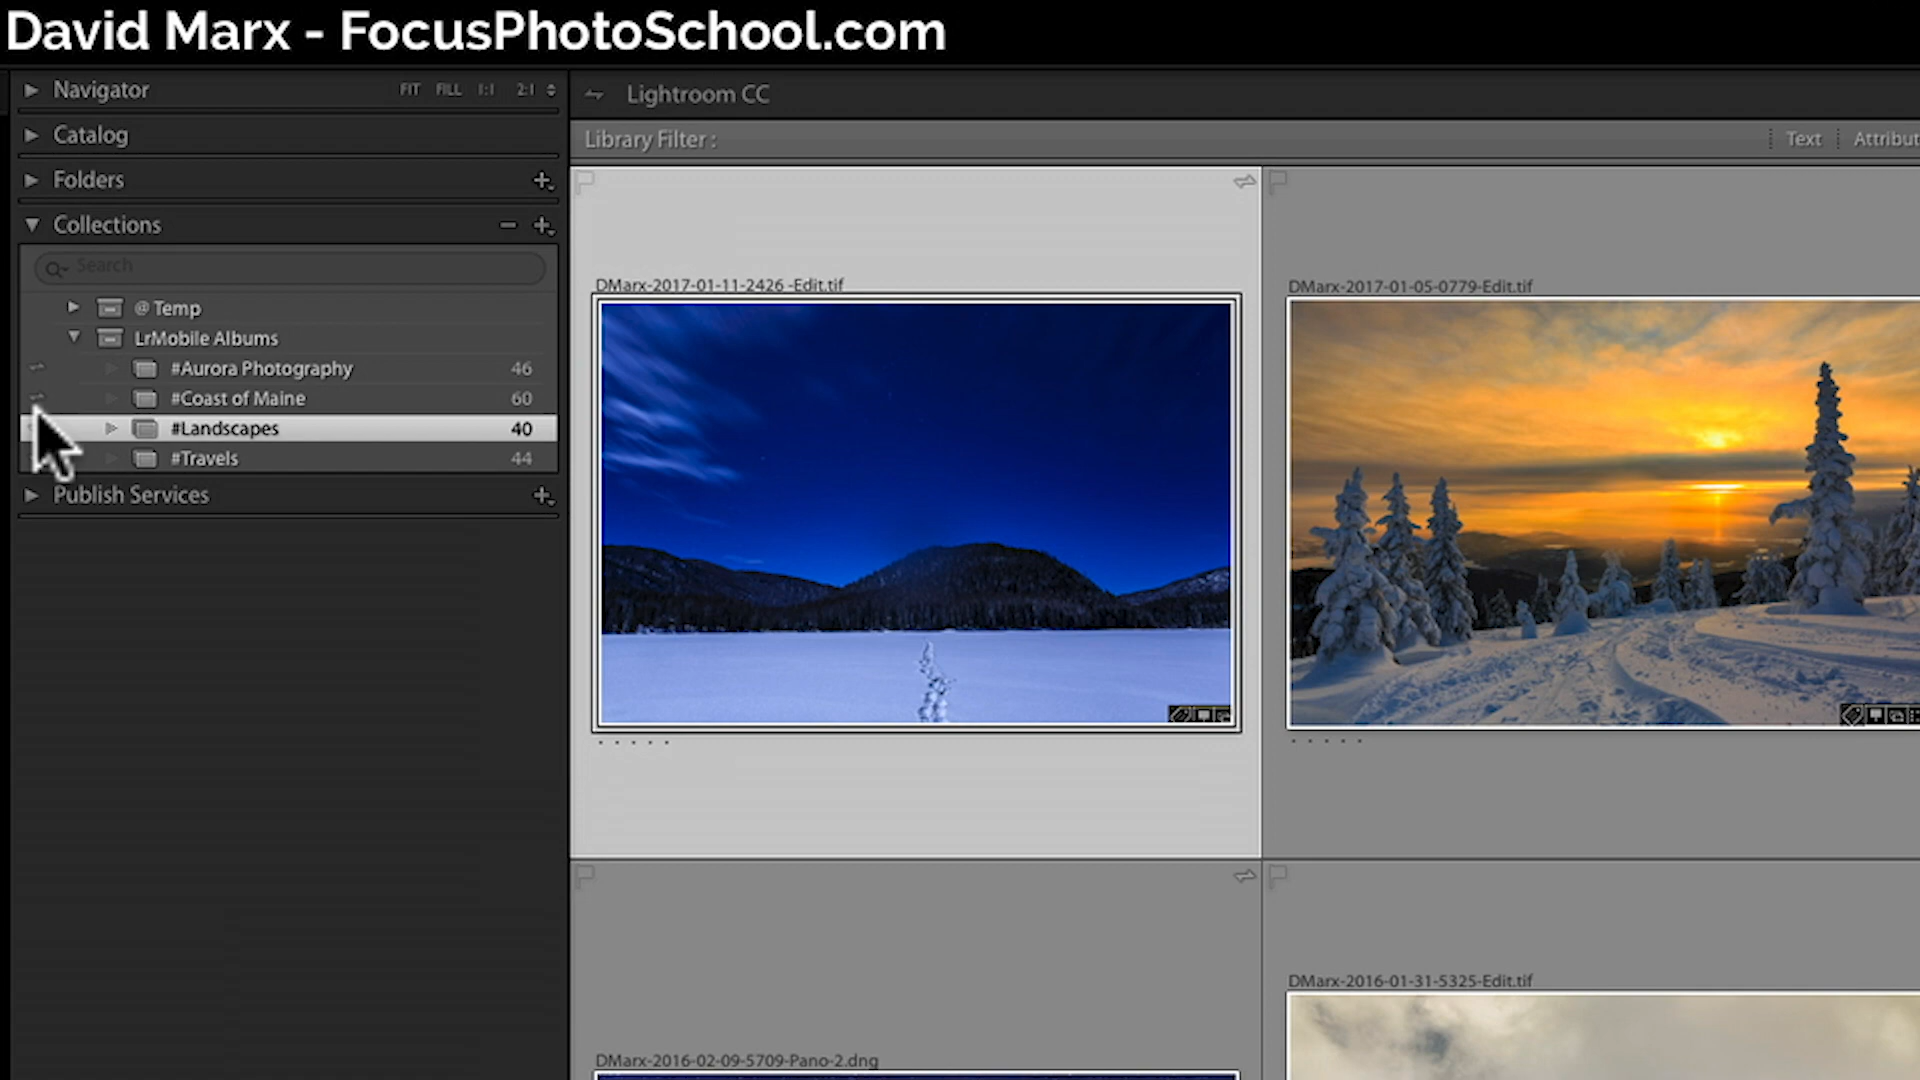 David Marx - FocusPhotoSchool.com
Navigator FIT FILL 1:1 2:1
Catalog
Folders
Collections
Search
@ Temp
LrMobile Albums
#Aurora Photography 46
#Coast of Maine 60
#Landscapes 40
#Travels 44
Publish Services
Lightroom CC
Library Filter : Text Attribut
DMarx-2017-01-11-2426 -Edit.tif
DMarx-2017-01-05-0779-Edit.tif
DMarx-2016-01-31-5325-Edit.tif
DMarx-2016-02-09-5709-Pano-2.dng